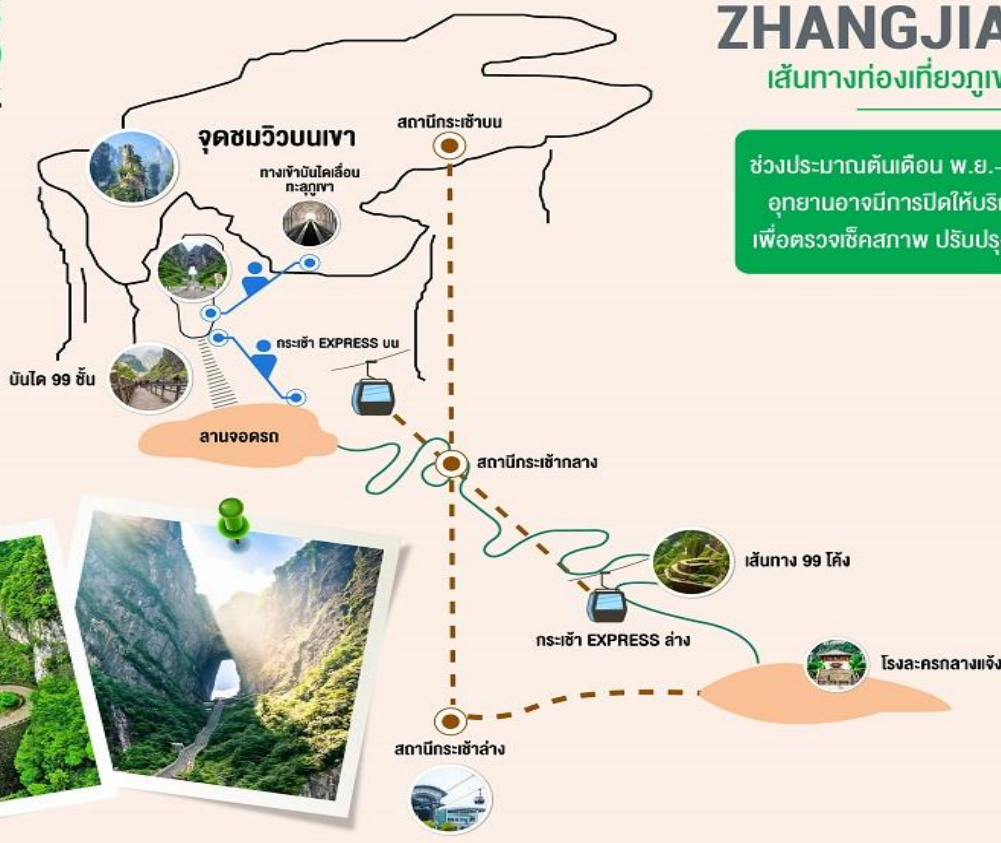 ZHANGJIA
เส้นทางท่องเที่ยวภูเ
ช่วงประมาณต้นเดือน พ.ย.-
อุทยานอาจมีการปิดให้บริ
เพื่อตรวจเช็คสภาพ ปรับปรุ
จุดชมวิวบนเขา
สถานีกระเช้าบน
ทางเข้าบันไดเลื่อน
ทะลุภูเขา
กระเช้า EXPRESS บน
บันได 99 ชั้น
ลานจอดรถ
สถานีกระเช้ากลาง
เส้นทาง 99 โค้ง
กระเช้า EXPRESS ล่าง
โรงละครกลางแจ้ง
สถานีกระเช้าล่าง